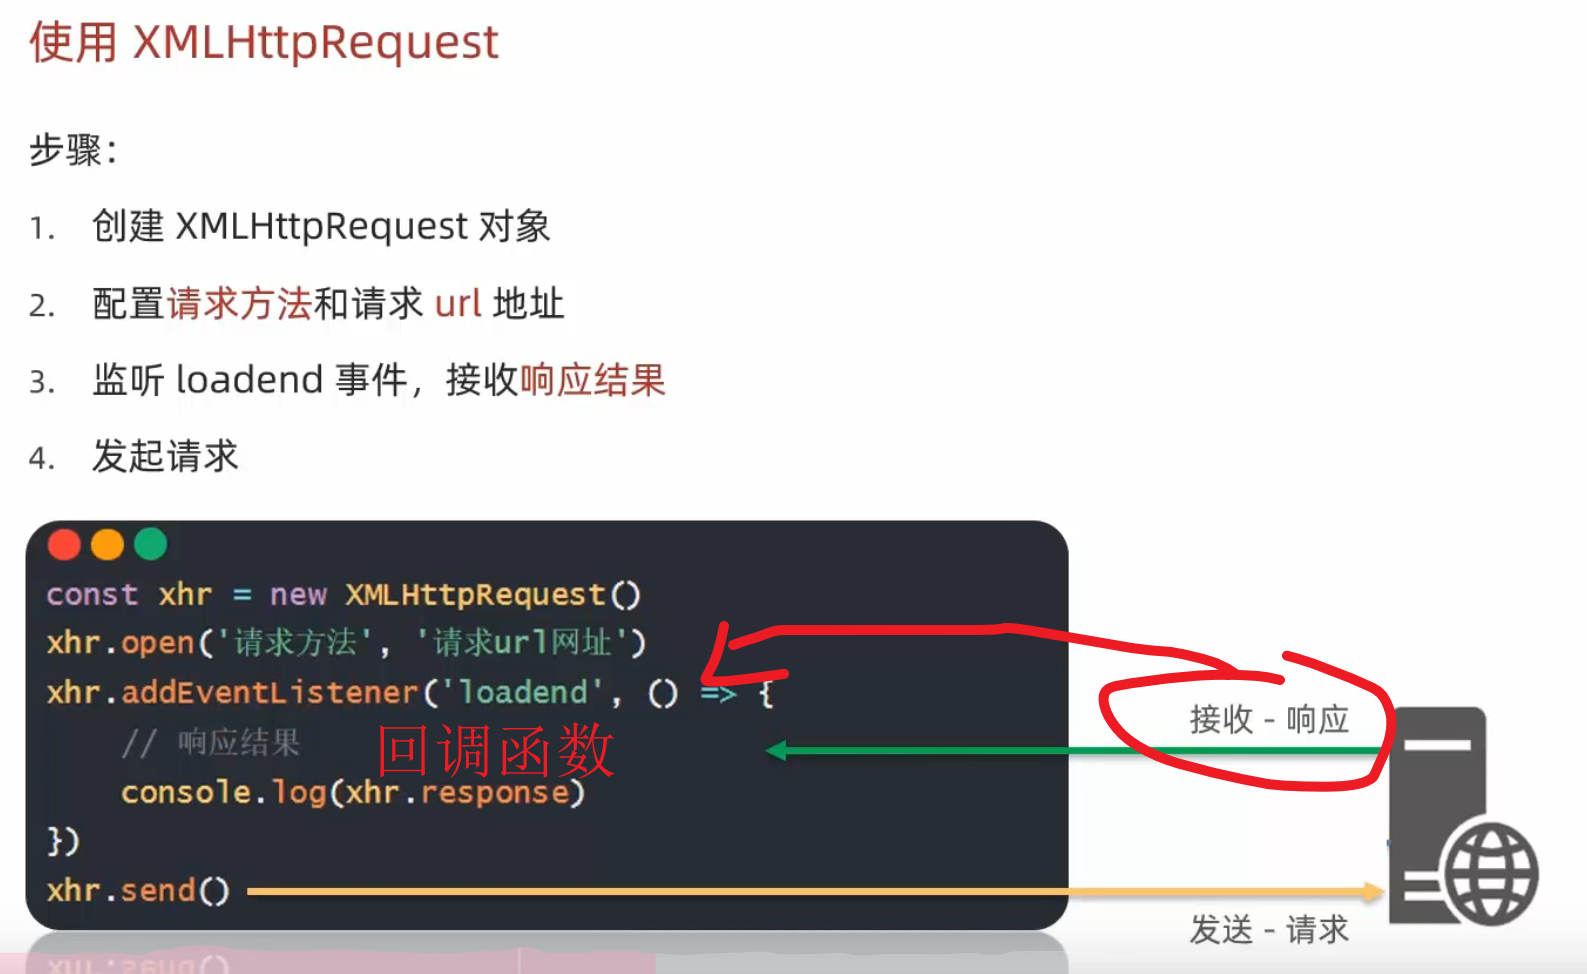 使用 XMLHttpRequest
步骤：
1. 创建 XMLHttpRequest 对象
2. 配置请求方法和请求 url 地址
3. 监听 loadend 事件，接收响应结果
4. 发起请求
const xhr = new XMLHttpRequest()
xhr.open('请求方法', '请求url网址')
xhr.addEventListener('loadend', () => {
// 响应结果
回调函数
console.log(xhr.response)
})
xhr.send()
接收 - 响应
发送 - 请求
xhr.send()